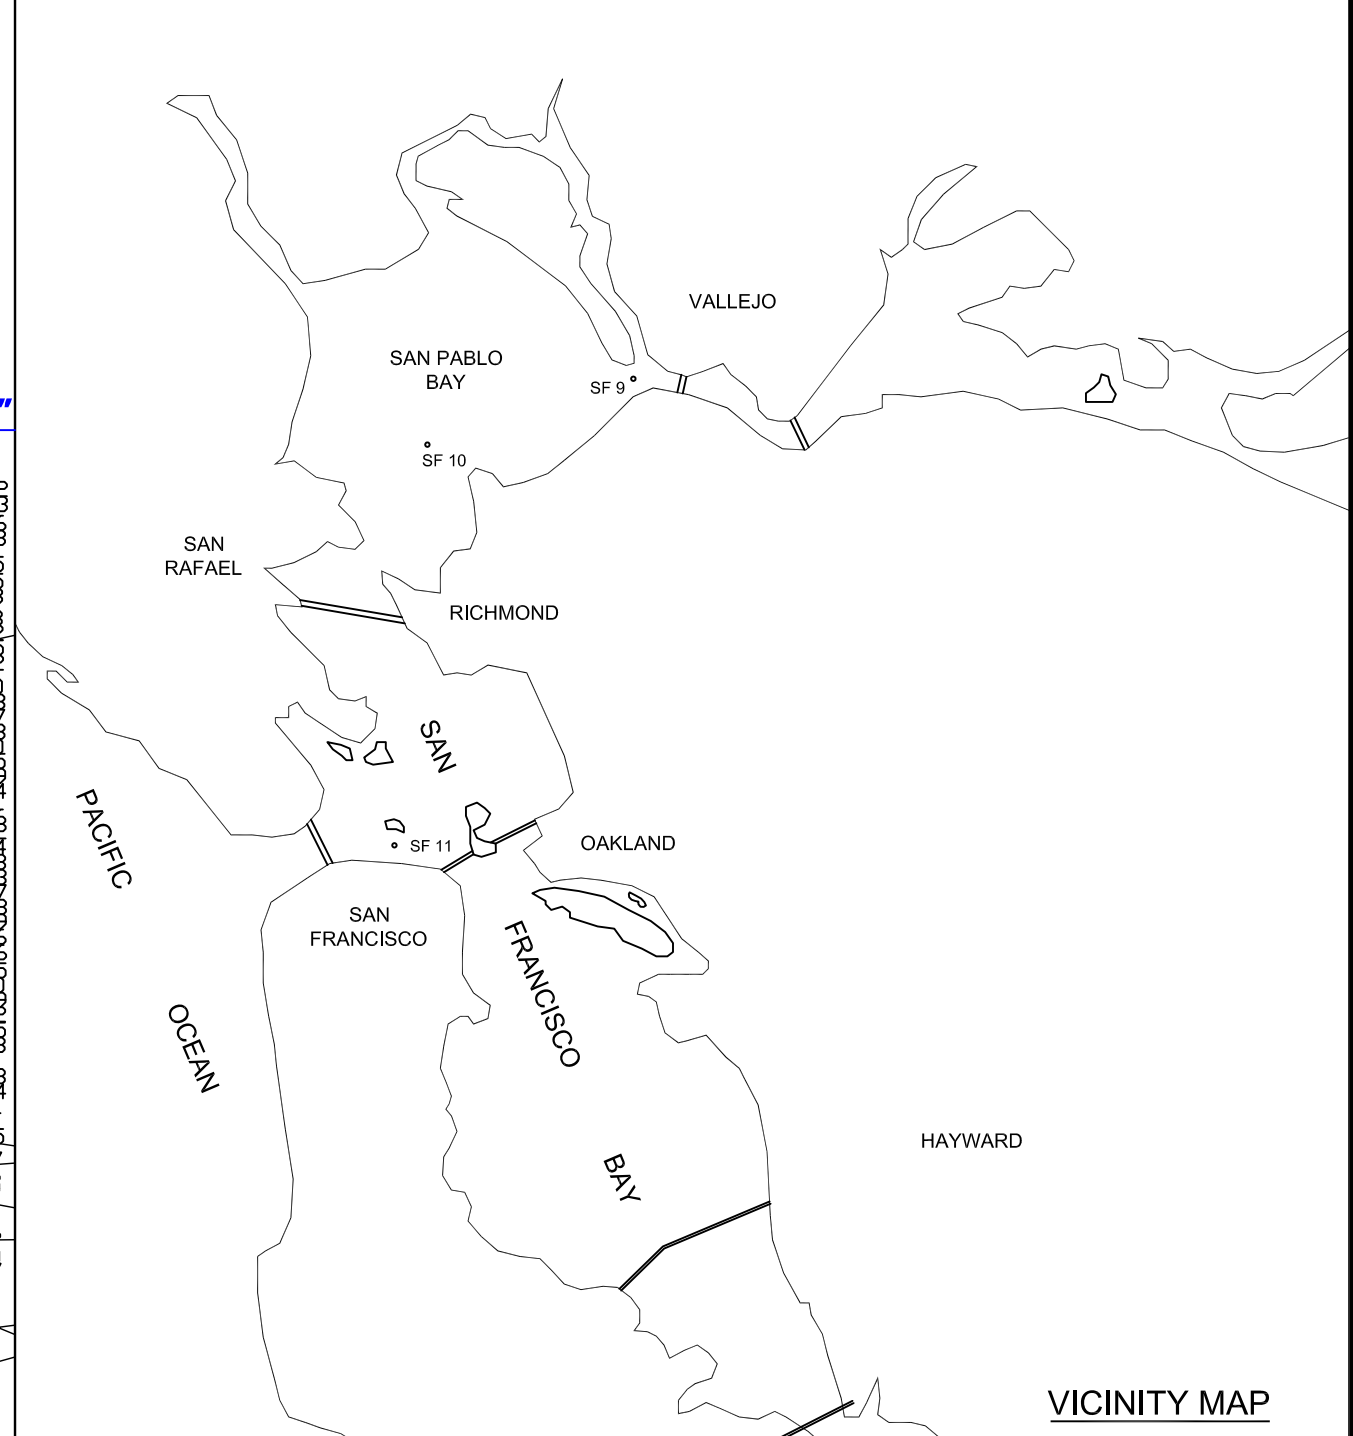 VALLEJO
SAN PABLO
BAY
SF 9
SF 10
SAN
RAFAEL
RICHMOND
SAN
PACIFIC
SF 11
OAKLAND
SAN
FRANCISCO
FRANCISCO
OCEAN
HAYWARD
BAY
VICINITY MAP